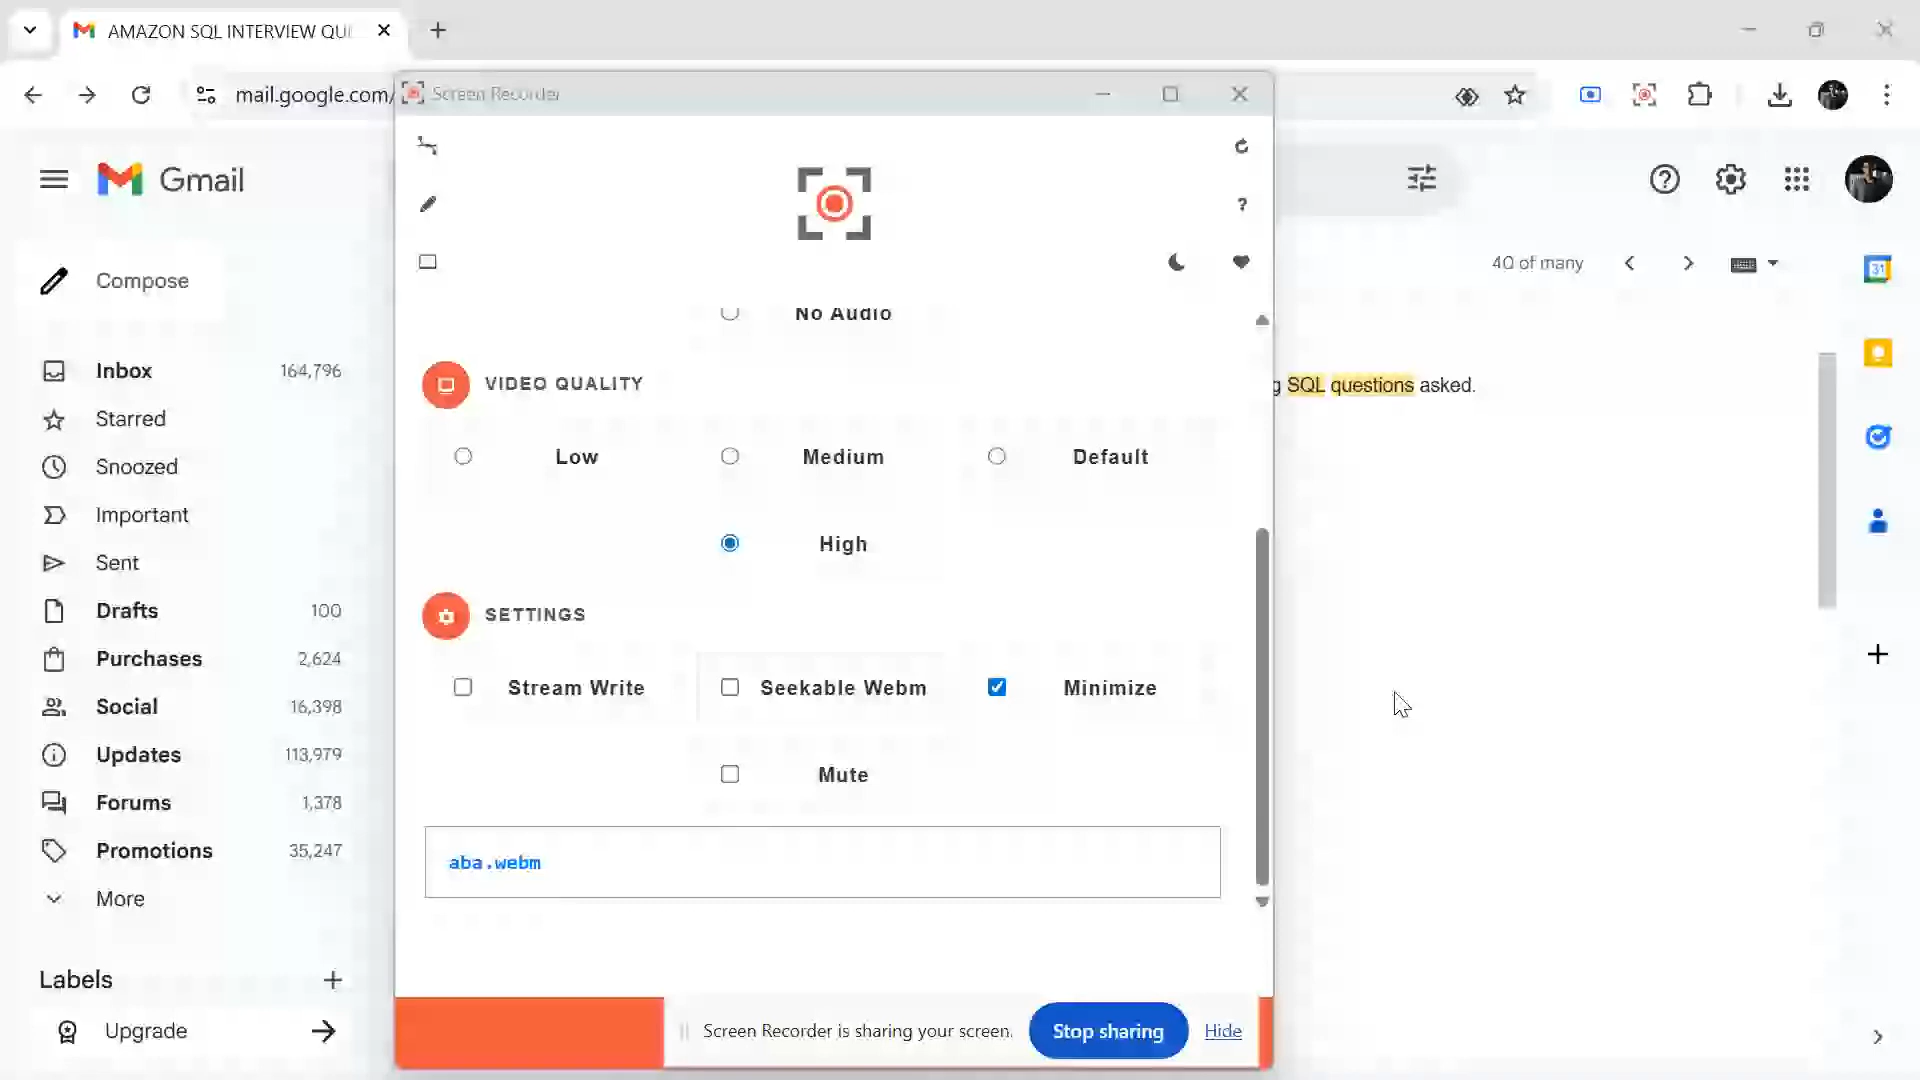 AMAZON SQL INTERVIEW QU
mail.google.com/
Screen Recorder
?
Gmail
Compose
40 of many
31
No Audio
Inbox 164,796
VIDEO QUALITY
g SQL questions asked.
Starred
Low Medium Default
Snoozed
Important
High
Sent
Drafts 100
SETTINGS
Purchases 2,624
Stream Write Seekable Webm Minimize
Social 16,398
Updates 113,979
Mute
Forums 1,378
Promotions 35,247
aba.webm
More
Labels
Upgrade
Screen Recorder is sharing your screen. Stop sharing Hide